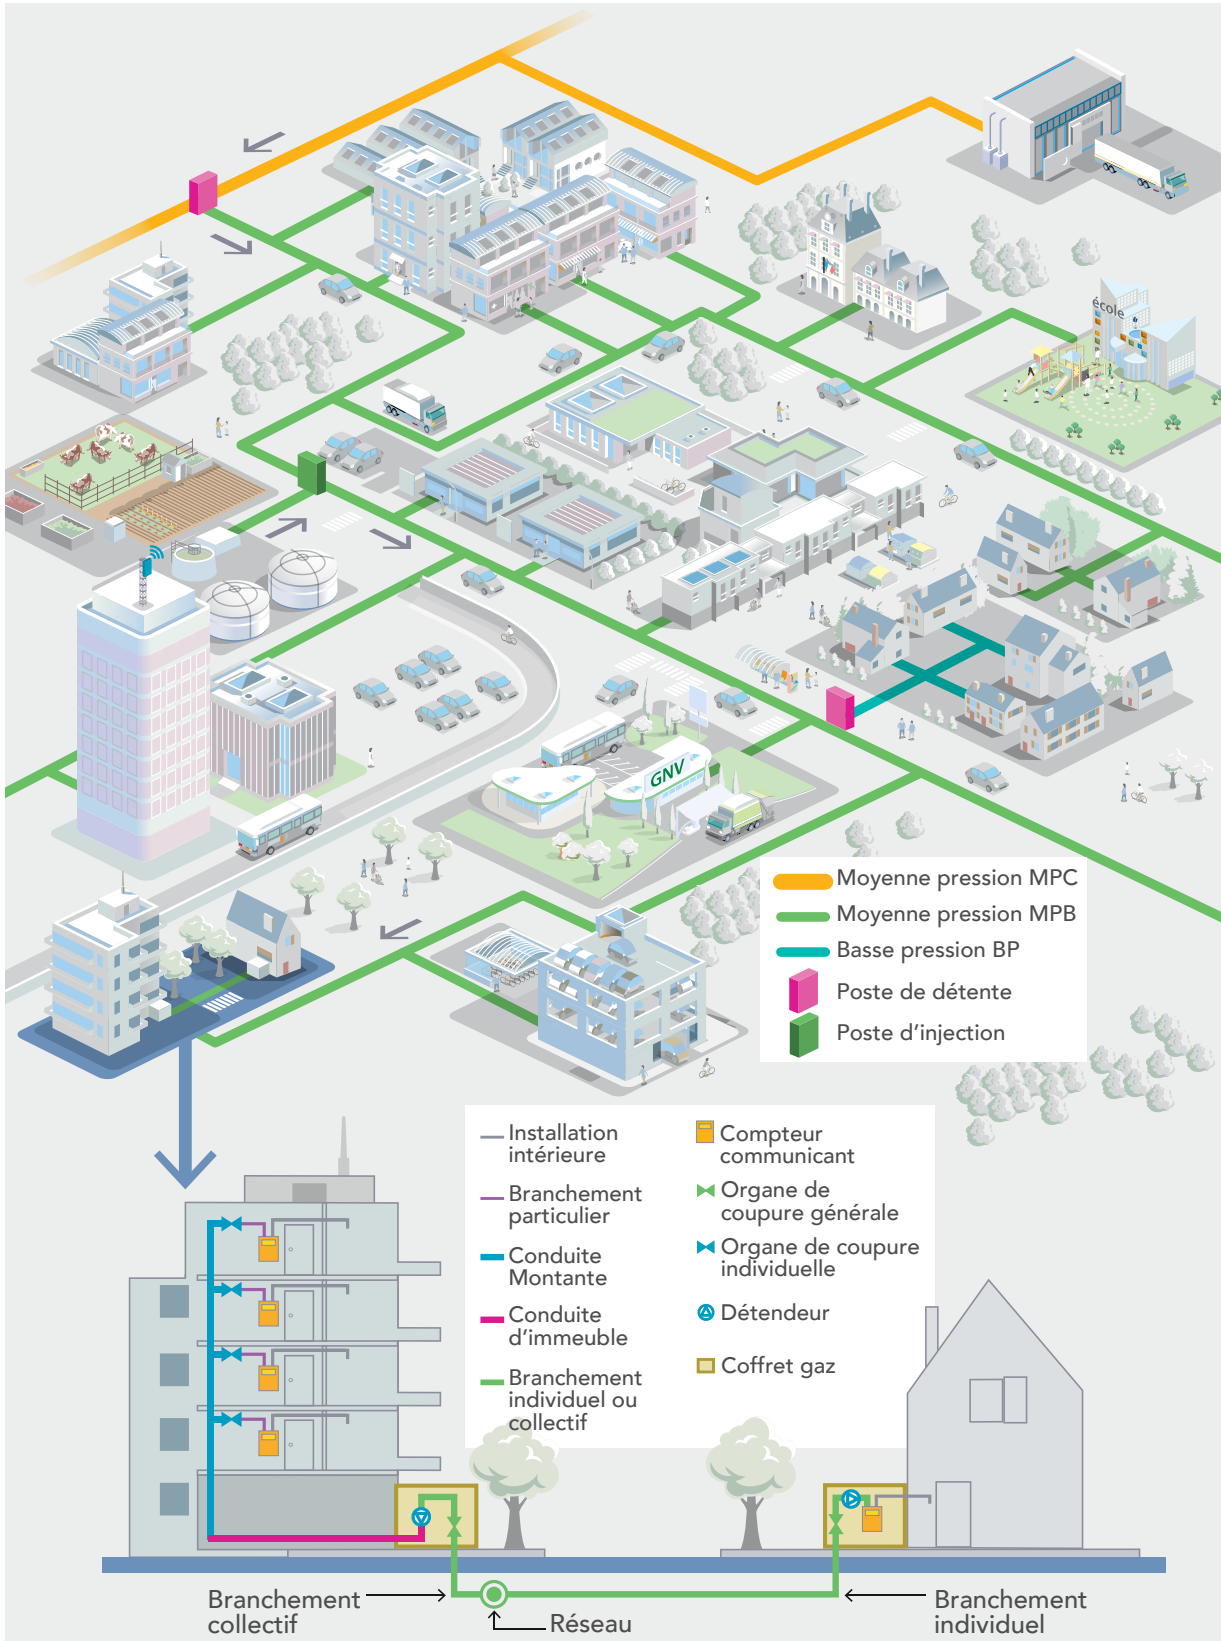 école
GNV
Moyenne pression MPC
Moyenne pression MPB
Basse pression BP
Poste de détente
Poste d'injection
Installation
intérieure
Branchement
particulier
Conduite
Montante
Conduite
d'immeuble
Branchement
individuel ou
collectif
Compteur
communicant
Organe de
coupure générale
Organe de coupure
individuelle
Détendeur
Coffret gaz
Branchement
collectif
Réseau
Branchement
individuel